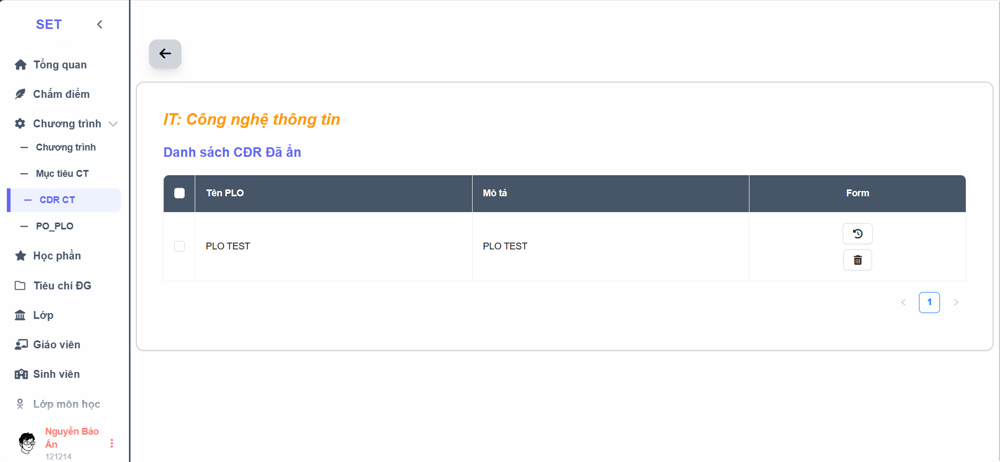 SET
Tổng quan
Chấm điểm
Chương trình
Chương trình
Mục tiêu CT
CDR CT
PO_PLO
Học phần
Tiêu chí ĐG
Lớp
Giáo viên
Sinh viên
Lớp môn học
Nguyễn Bảo
Ân
121214
IT: Công nghệ thông tin
Danh sách CĐR Đã ẩn
Tên PLO Mô tả Form
PLO TEST PLO TEST
1